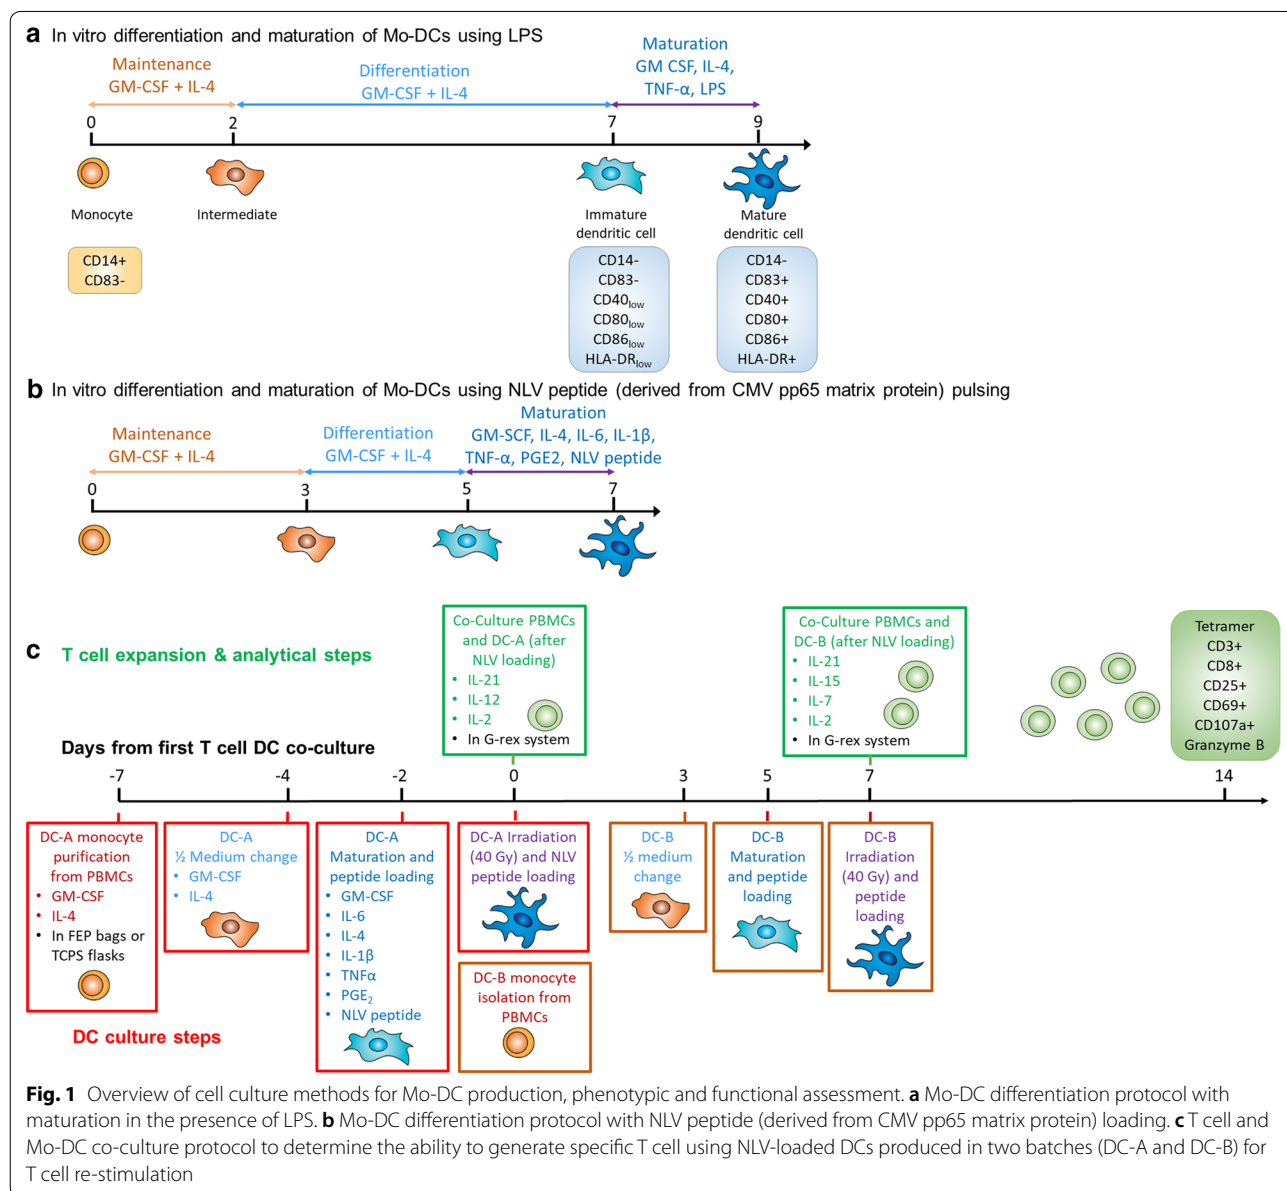 a In vitro differentiation and maturation of Mo-DCs using LPS
Maintenance
GM-CSF + IL-4
Differentiation
GM-CSF + IL-4
Maturation
GM CSF, IL-4,
TNF-α, LPS
0
2
7
9
Monocyte
Intermediate
Immature
dendritic cell
Mature
dendritic cell
CD14+
CD83-
CD14-
CD83-
CD40low
CD80low
CD86low
HLA-DRlow
CD14-
CD83+
CD40+
CD80+
CD86+
HLA-DR+
b In vitro differentiation and maturation of Mo-DCs using NLV peptide (derived from CMV pp65 matrix protein) pulsing
Maintenance
GM-CSF + IL-4
Differentiation
GM-CSF + IL-4
Maturation
GM-SCF, IL-4, IL-6, IL-1β,
TNF-α, PGE2, NLV peptide
0
3
5
7
c T cell expansion & analytical steps
Co-Culture PBMCs
and DC-A (after
NLV loading)
• IL-21
• IL-12
• IL-2
• In G-rex system
Co-Culture PBMCs and
DC-B (after NLV loading)
• IL-21
• IL-15
• IL-7
• IL-2
• In G-rex system
Tetramer
CD3+
CD8+
CD25+
CD69+
CD107a+
Granzyme B
Days from first T cell DC co-culture
-7
-4
-2
0
3
5
7
14
DC-A monocyte
purification
from PBMCs
• GM-CSF
• IL-4
• In FEP bags or
TCPS flasks
DC-A
½ Medium change
• GM-CSF
• IL-4
DC-A
Maturation and
peptide loading
• GM-CSF
• IL-6
• IL-4
• IL-1β
• TNFα
• PGE2
• NLV peptide
DC-A Irradiation
(40 Gy) and NLV
peptide loading
DC-B monocyte
isolation from
PBMCs
DC-B
½ medium
change
DC-B
Maturation
and peptide
loading
DC-B
Irradiation
(40 Gy) and
peptide
loading
DC culture steps
Fig. 1 Overview of cell culture methods for Mo-DC production, phenotypic and functional assessment. a Mo-DC differentiation protocol with
maturation in the presence of LPS. b Mo-DC differentiation protocol with NLV peptide (derived from CMV pp65 matrix protein) loading. c T cell and
Mo-DC co-culture protocol to determine the ability to generate specific T cell using NLV-loaded DCs produced in two batches (DC-A and DC-B) for
T cell re-stimulation